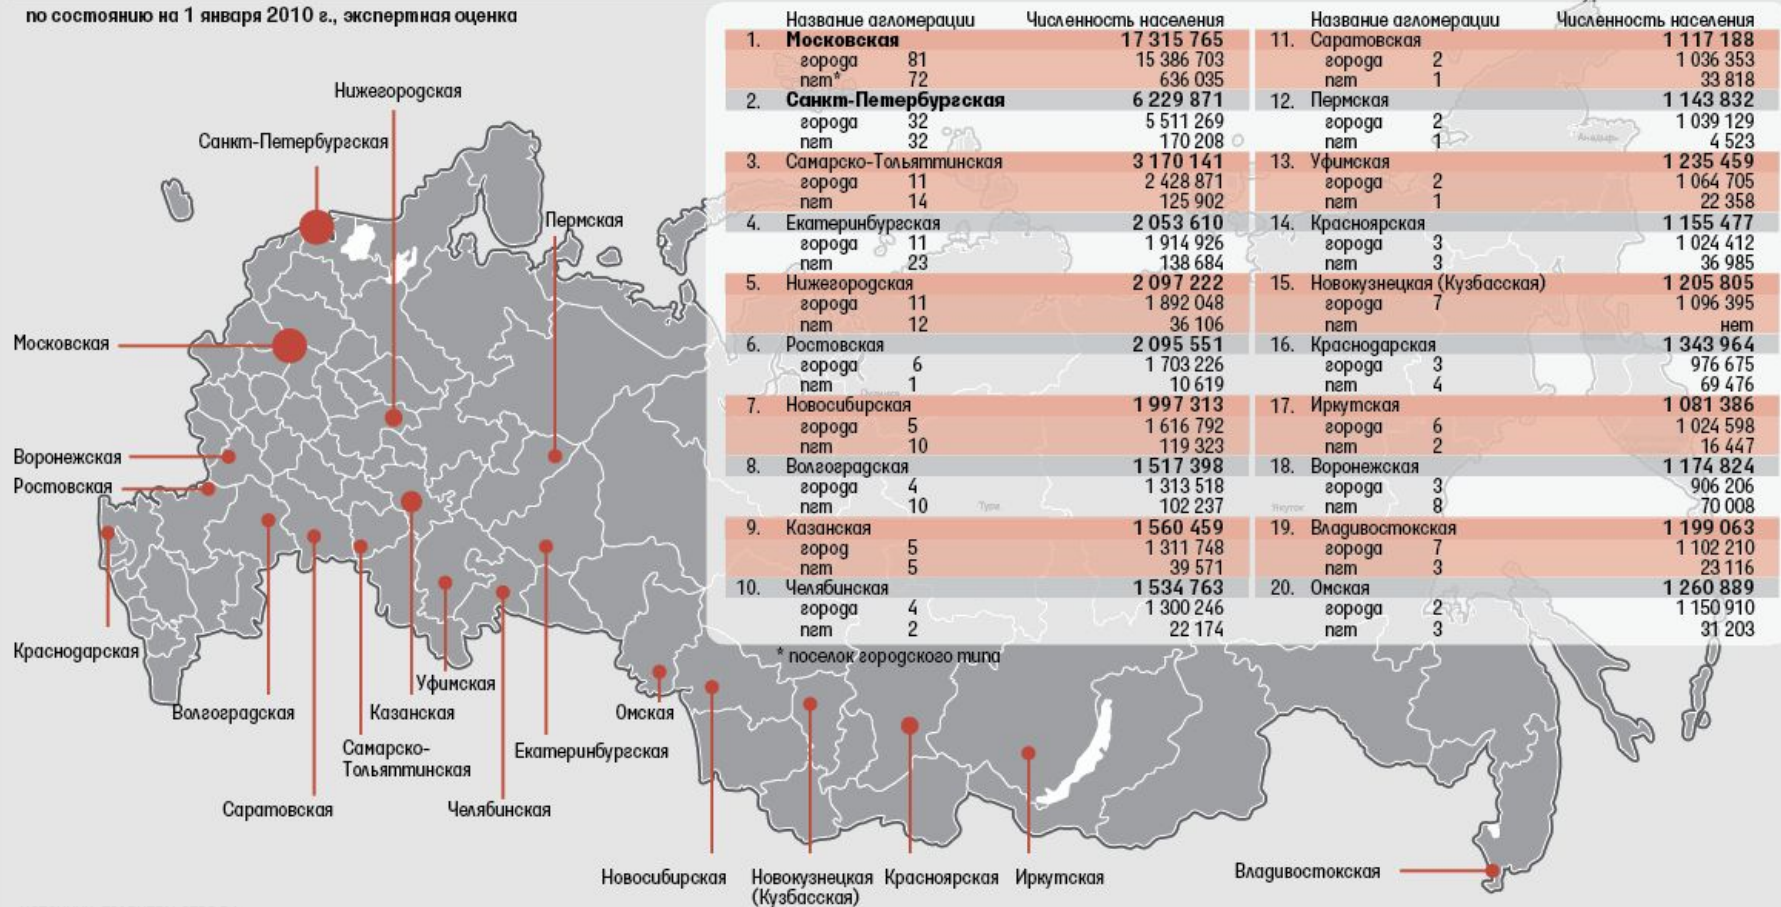 по состоянию на 1 января 2010 г., экспертная оценка
Название агломерации Численность населения
1. Московская 17 315 765
города 81 15 386 703
пгт* 72 636 035
2. Санкт-Петербургская 6 229 871
города 32 5 511 269
пгт 32 170 208
3. Самарско-Тольяттинская 3 170 141
города 11 2 428 871
пгт 14 125 902
4. Екатеринбургская 2 053 610
города 11 1 914 926
пгт 23 138 684
5. Нижегородская 2 097 222
города 11 1 892 048
пгт 12 36 106
6. Ростовская 2 095 551
города 6 1 703 226
пгт 1 10 619
7. Новосибирская 1 997 313
города 5 1 616 792
пгт 10 119 323
8. Волгоградская 1 517 398
города 4 1 313 518
пгт 10 102 237
9. Казанская 1 560 459
город 5 1 311 748
пгт 5 39 571
10. Челябинская 1 534 763
города 4 1 300 246
пгт 2 22 174
Название агломерации Численность населения
11. Саратовская 1 117 188
города 2 1 036 353
пгт 1 33 818
12. Пермская 1 143 832
города 2 1 039 129
пгт 1 4 523
13. Уфимская 1 235 459
города 2 1 064 705
пгт 1 22 358
14. Красноярская 1 155 477
города 3 1 024 412
пгт 3 36 985
15. Новокузнецкая (Кузбасская) 1 205 805
города 7 1 096 395
пгт нет
16. Краснодарская 1 343 964
города 3 976 675
пгт 4 69 476
17. Иркутская 1 081 386
города 6 1 024 598
пгт 2 16 447
18. Воронежская 1 174 824
города 3 906 206
пгт 8 70 008
19. Владивостокская 1 199 063
города 7 1 102 210
пгт 3 23 116
20. Омская 1 260 889
города 2 1 150 910
пгт 3 31 203
* поселок городского типа
Нижегородская
Санкт-Петербургская
Пермская
Московская
Воронежская
Ростовская
Краснодарская
Уфимская
Волгоградская
Казанская
Омская
Самарско-
Тольяттинская
Екатеринбургская
Саратовская
Челябинская
Новосибирская
Новокузнецкая
(Кузбасская)
Красноярская
Иркутская
Владивостокская